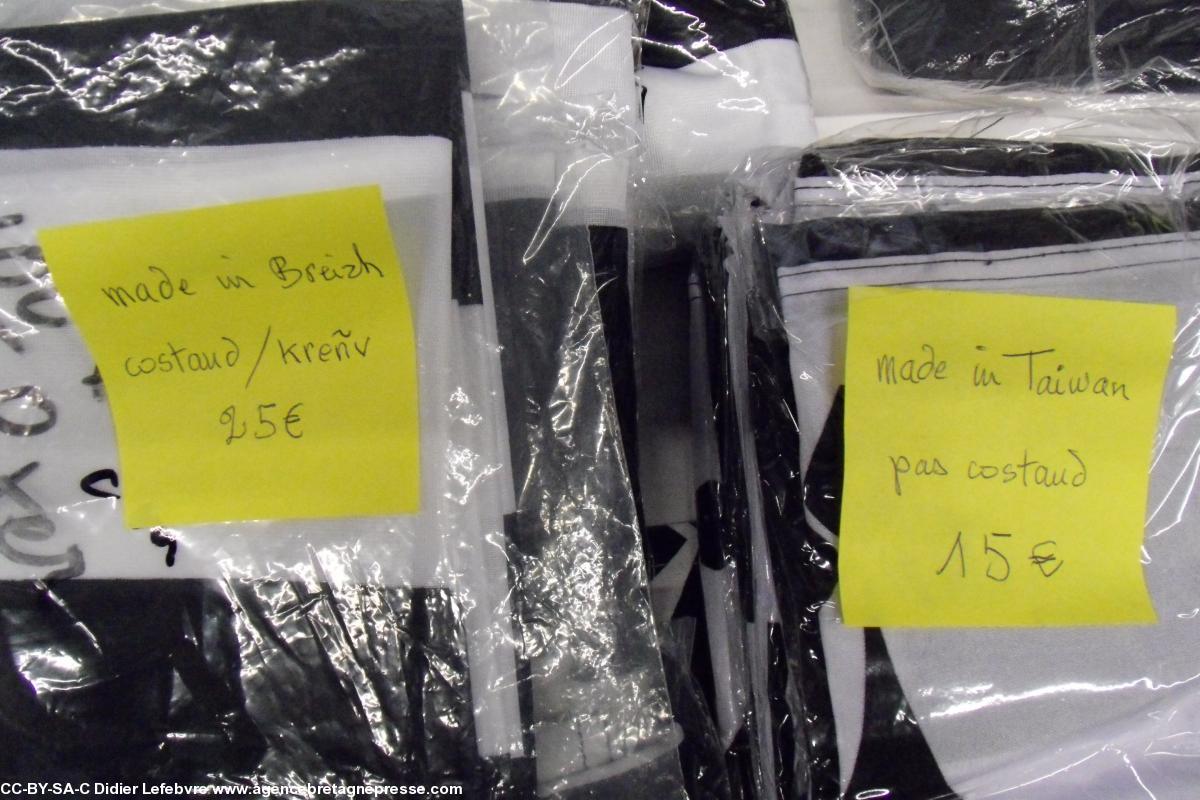 made in Breizh
costaud/kreñv
25€
made in Taiwan
pas costaud
15€
CC-BY-SA-C Didier Lefebvre www.agencebretagnepresse.com